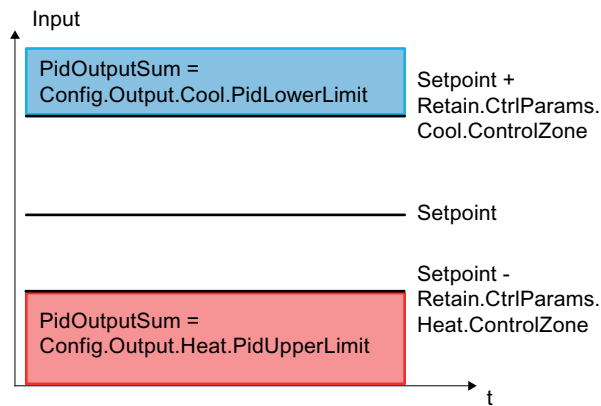 Input
PidOutputSum =
Config.Output.Cool.PidLowerLimit
Setpoint +
Retain.CtrlParams.
Cool.ControlZone
Setpoint
Setpoint -
Retain.CtrlParams.
Heat.ControlZone
PidOutputSum =
Config.Output.Heat.PidUpperLimit
t